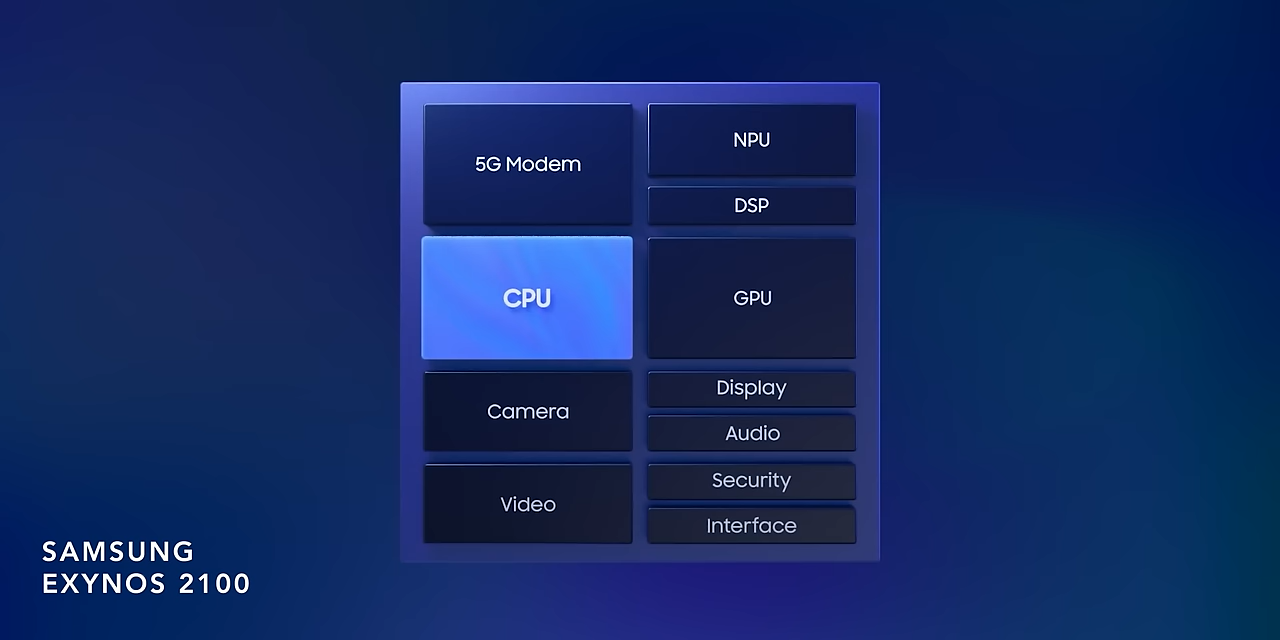 5G Modem
NPU
DSP
CPU
GPU
Camera
Display
Audio
Video
Security
Interface
SAMSUNG
EXYNOS 2100